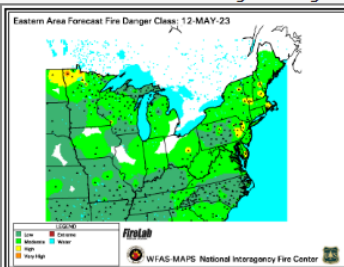 Eastern Area Forecast Fire Danger Class: 12-MAY-23
LEGEND
Low
Moderate
High
Very High
Extreme
Water
FireLab
WFAS-MAPS National Interagency Fire Center